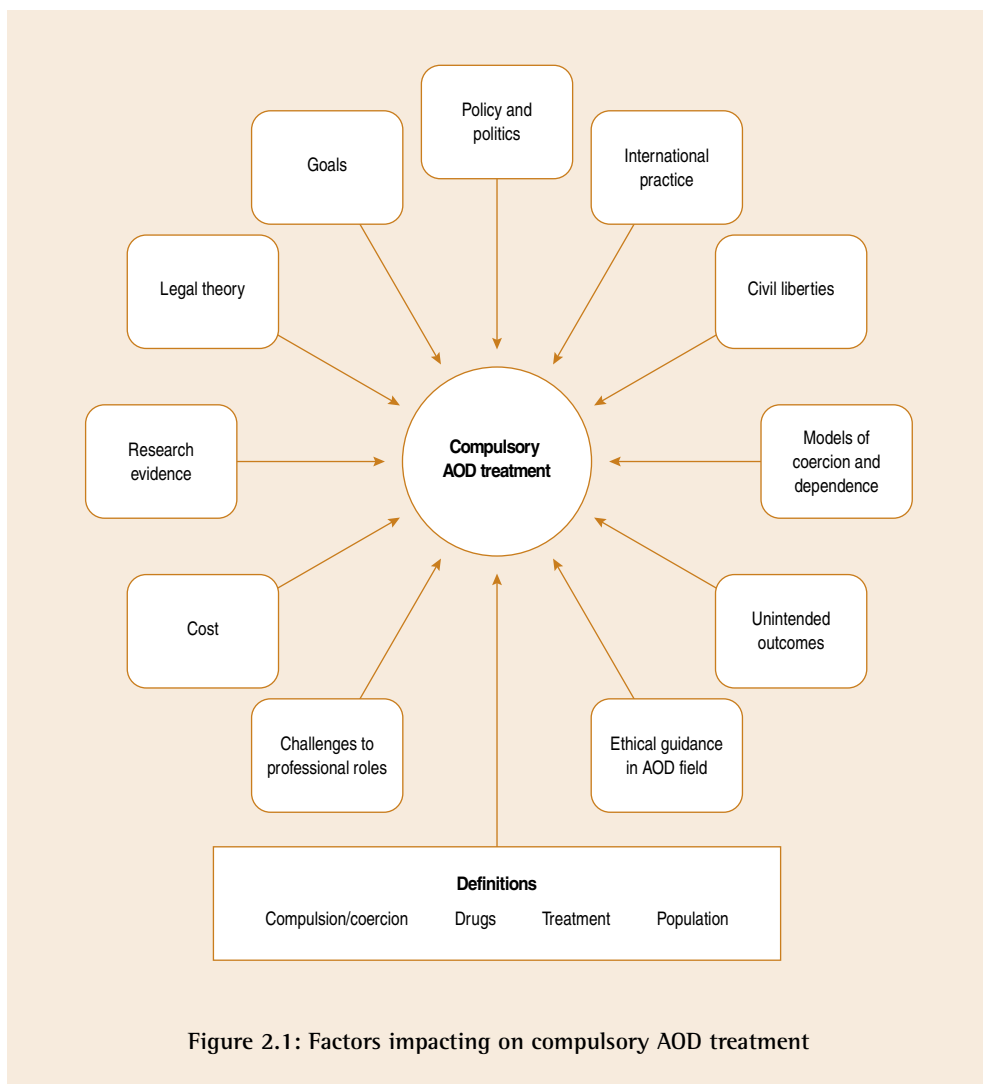 Policy and
politics
Goals
International
practice
Legal theory
Civil liberties
Research
evidence
Compulsory
AOD treatment
Models of
coercion and
dependence
Cost
Unintended
outcomes
Challenges to
professional roles
Ethical guidance
in AOD field
Definitions
Compulsion/coercion Drugs Treatment Population
Figure 2.1: Factors impacting on compulsory AOD treatment